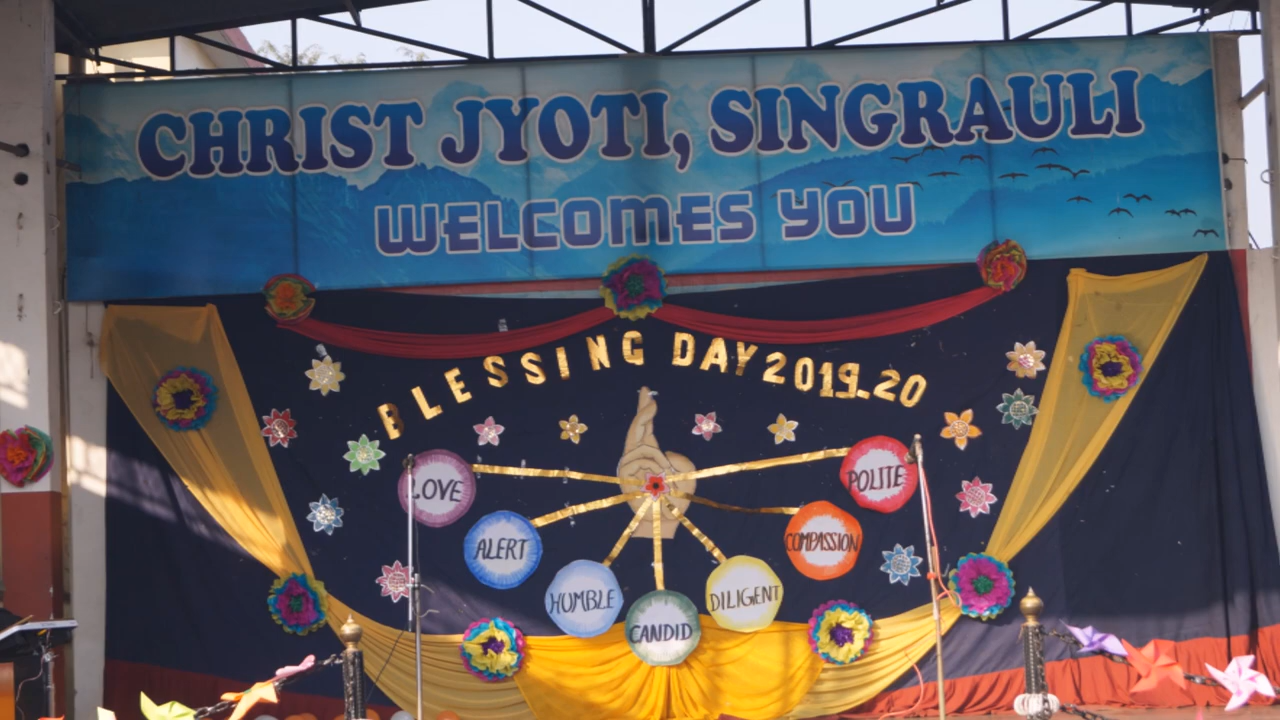 CHRIST JYOTI, SINGRAULI
WELCOMES YOU
BLESSING DAY 2019-20
LOVE
POLITE
ALERT
COMPASSION
HUMBLE
DILIGENT
CANDID